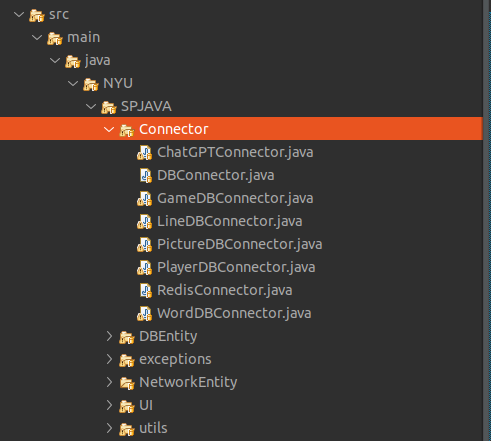 src
main
java
NYU
SPJAVA
Connector
ChatGPTConnector.java
DBConnector.java
GameDBConnector.java
LineDBConnector.java
PictureDBConnector.java
PlayerDBConnector.java
RedisConnector.java
WordDBConnector.java
DBEntity
exceptions
NetworkEntity
UI
utils